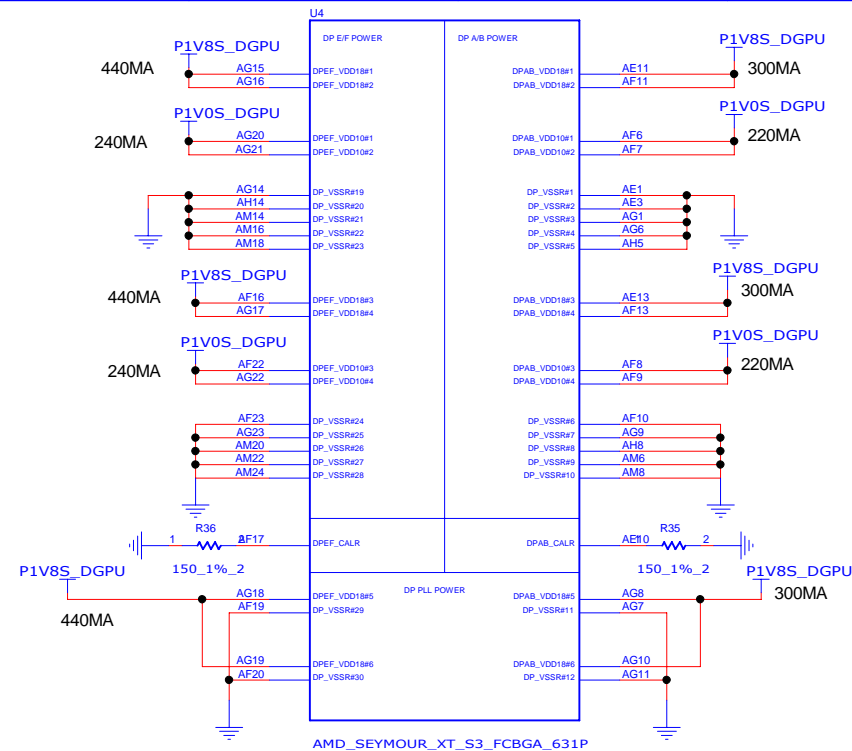 U4
DP E/F POWER
DP A/B POWER
P1V8S_DGPU
440MA
AG15 DPEF_VDD18#1
AG16 DPEF_VDD18#2
P1V0S_DGPU
240MA
AG20 DPEF_VDD10#1
AG21 DPEF_VDD10#2
AG14 DP_VSSR#19
AH14 DP_VSSR#20
AM14 DP_VSSR#21
AM16 DP_VSSR#22
AM18 DP_VSSR#23
P1V8S_DGPU
440MA
AF16 DPEF_VDD18#3
AG17 DPEF_VDD18#4
P1V0S_DGPU
240MA
AF22 DPEF_VDD10#3
AG22 DPEF_VDD10#4
AF23 DP_VSSR#24
AG23 DP_VSSR#25
AM20 DP_VSSR#26
AM22 DP_VSSR#27
AM24 DP_VSSR#28
R36
1 2 AF17 DPEF_CALR
150_1%_2
P1V8S_DGPU
440MA
AG18 DPEF_VDD18#5
AF19 DP_VSSR#29
AG19 DPEF_VDD18#6
AF20 DP_VSSR#30
P1V8S_DGPU
300MA
DPAB_VDD18#1 AE11
DPAB_VDD18#2 AF11
P1V0S_DGPU
220MA
DPAB_VDD10#1 AF6
DPAB_VDD10#2 AF7
DP_VSSR#1 AE1
DP_VSSR#2 AE3
DP_VSSR#3 AG1
DP_VSSR#4 AG6
DP_VSSR#5 AH5
P1V8S_DGPU
300MA
DPAB_VDD18#3 AE13
DPAB_VDD18#4 AF13
P1V0S_DGPU
220MA
DPAB_VDD10#3 AF8
DPAB_VDD10#4 AF9
DP_VSSR#6 AF10
DP_VSSR#7 AG9
DP_VSSR#8 AH8
DP_VSSR#9 AM6
DP_VSSR#10 AM8
R35
DPAB_CALR AE10 1 2
150_1%_2
P1V8S_DGPU
300MA
DP PLL POWER
DPAB_VDD18#5 AG8
DP_VSSR#11 AG7
DPAB_VDD18#6 AG10
DP_VSSR#12 AG11
AMD_SEYMOUR_XT_S3_FCBGA_631P